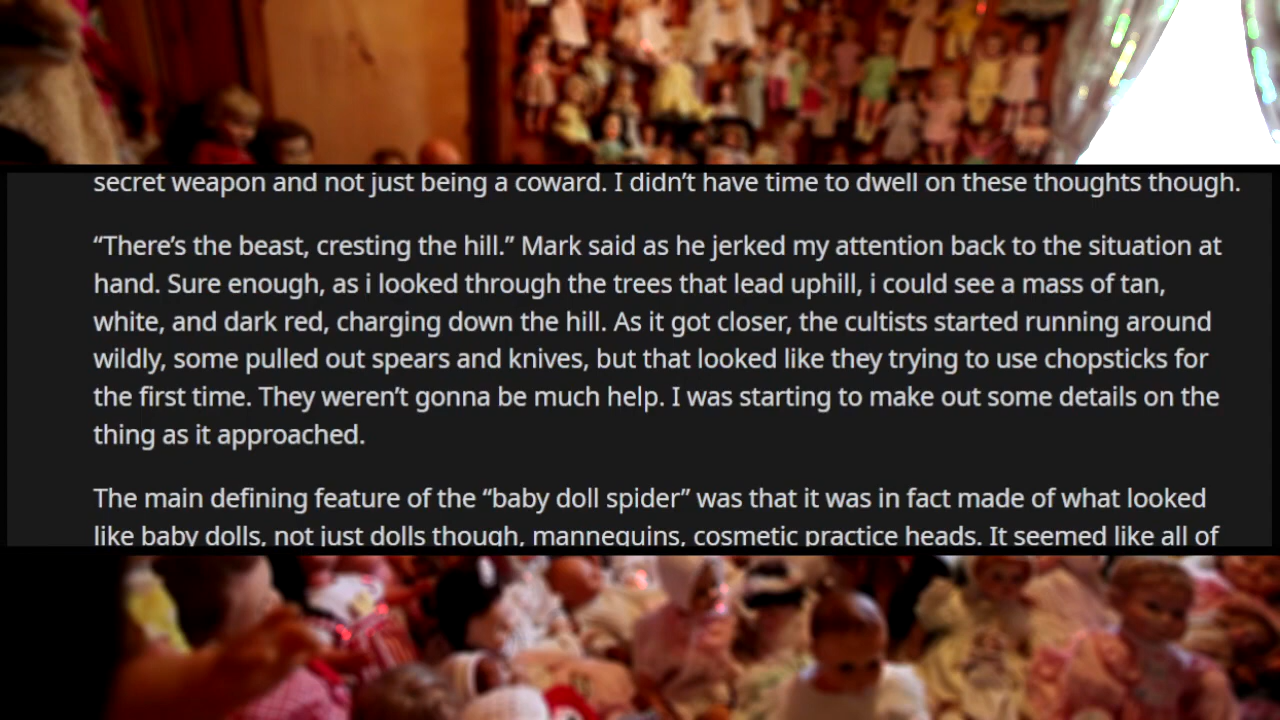 secret weapon and not just being a coward. I didn’t have time to dwell on these thoughts though.
“There’s the beast, cresting the hill.” Mark said as he jerked my attention back to the situation at
hand. Sure enough, as i looked through the trees that lead uphill, i could see a mass of tan,
white, and dark red, charging down the hill. As it got closer, the cultists started running around
wildly, some pulled out spears and knives, but that looked like they trying to use chopsticks for
the first time. They weren’t gonna be much help. I was starting to make out some details on the
thing as it approached.
The main defining feature of the “baby doll spider” was that it was in fact made of what looked
like baby dolls, not just dolls though, mannequins, cosmetic practice heads. It seemed like all of